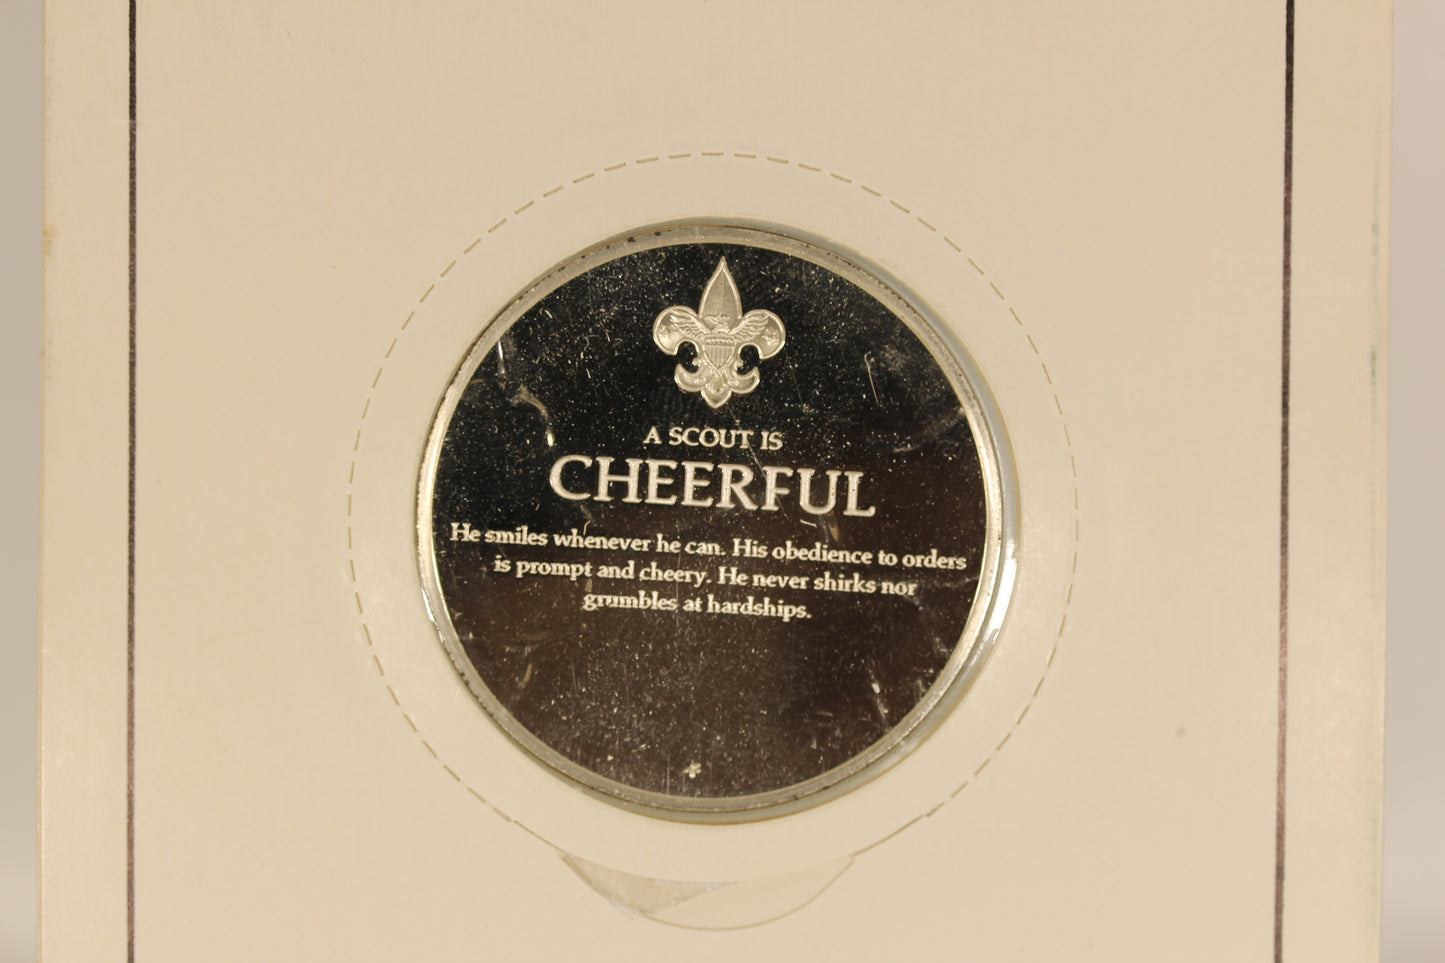 A SCOUT IS
CHEERFUL
He smiles whenever he can. His obedience to orders
is prompt and cheery. He never shirks nor
grumbles at hardships.